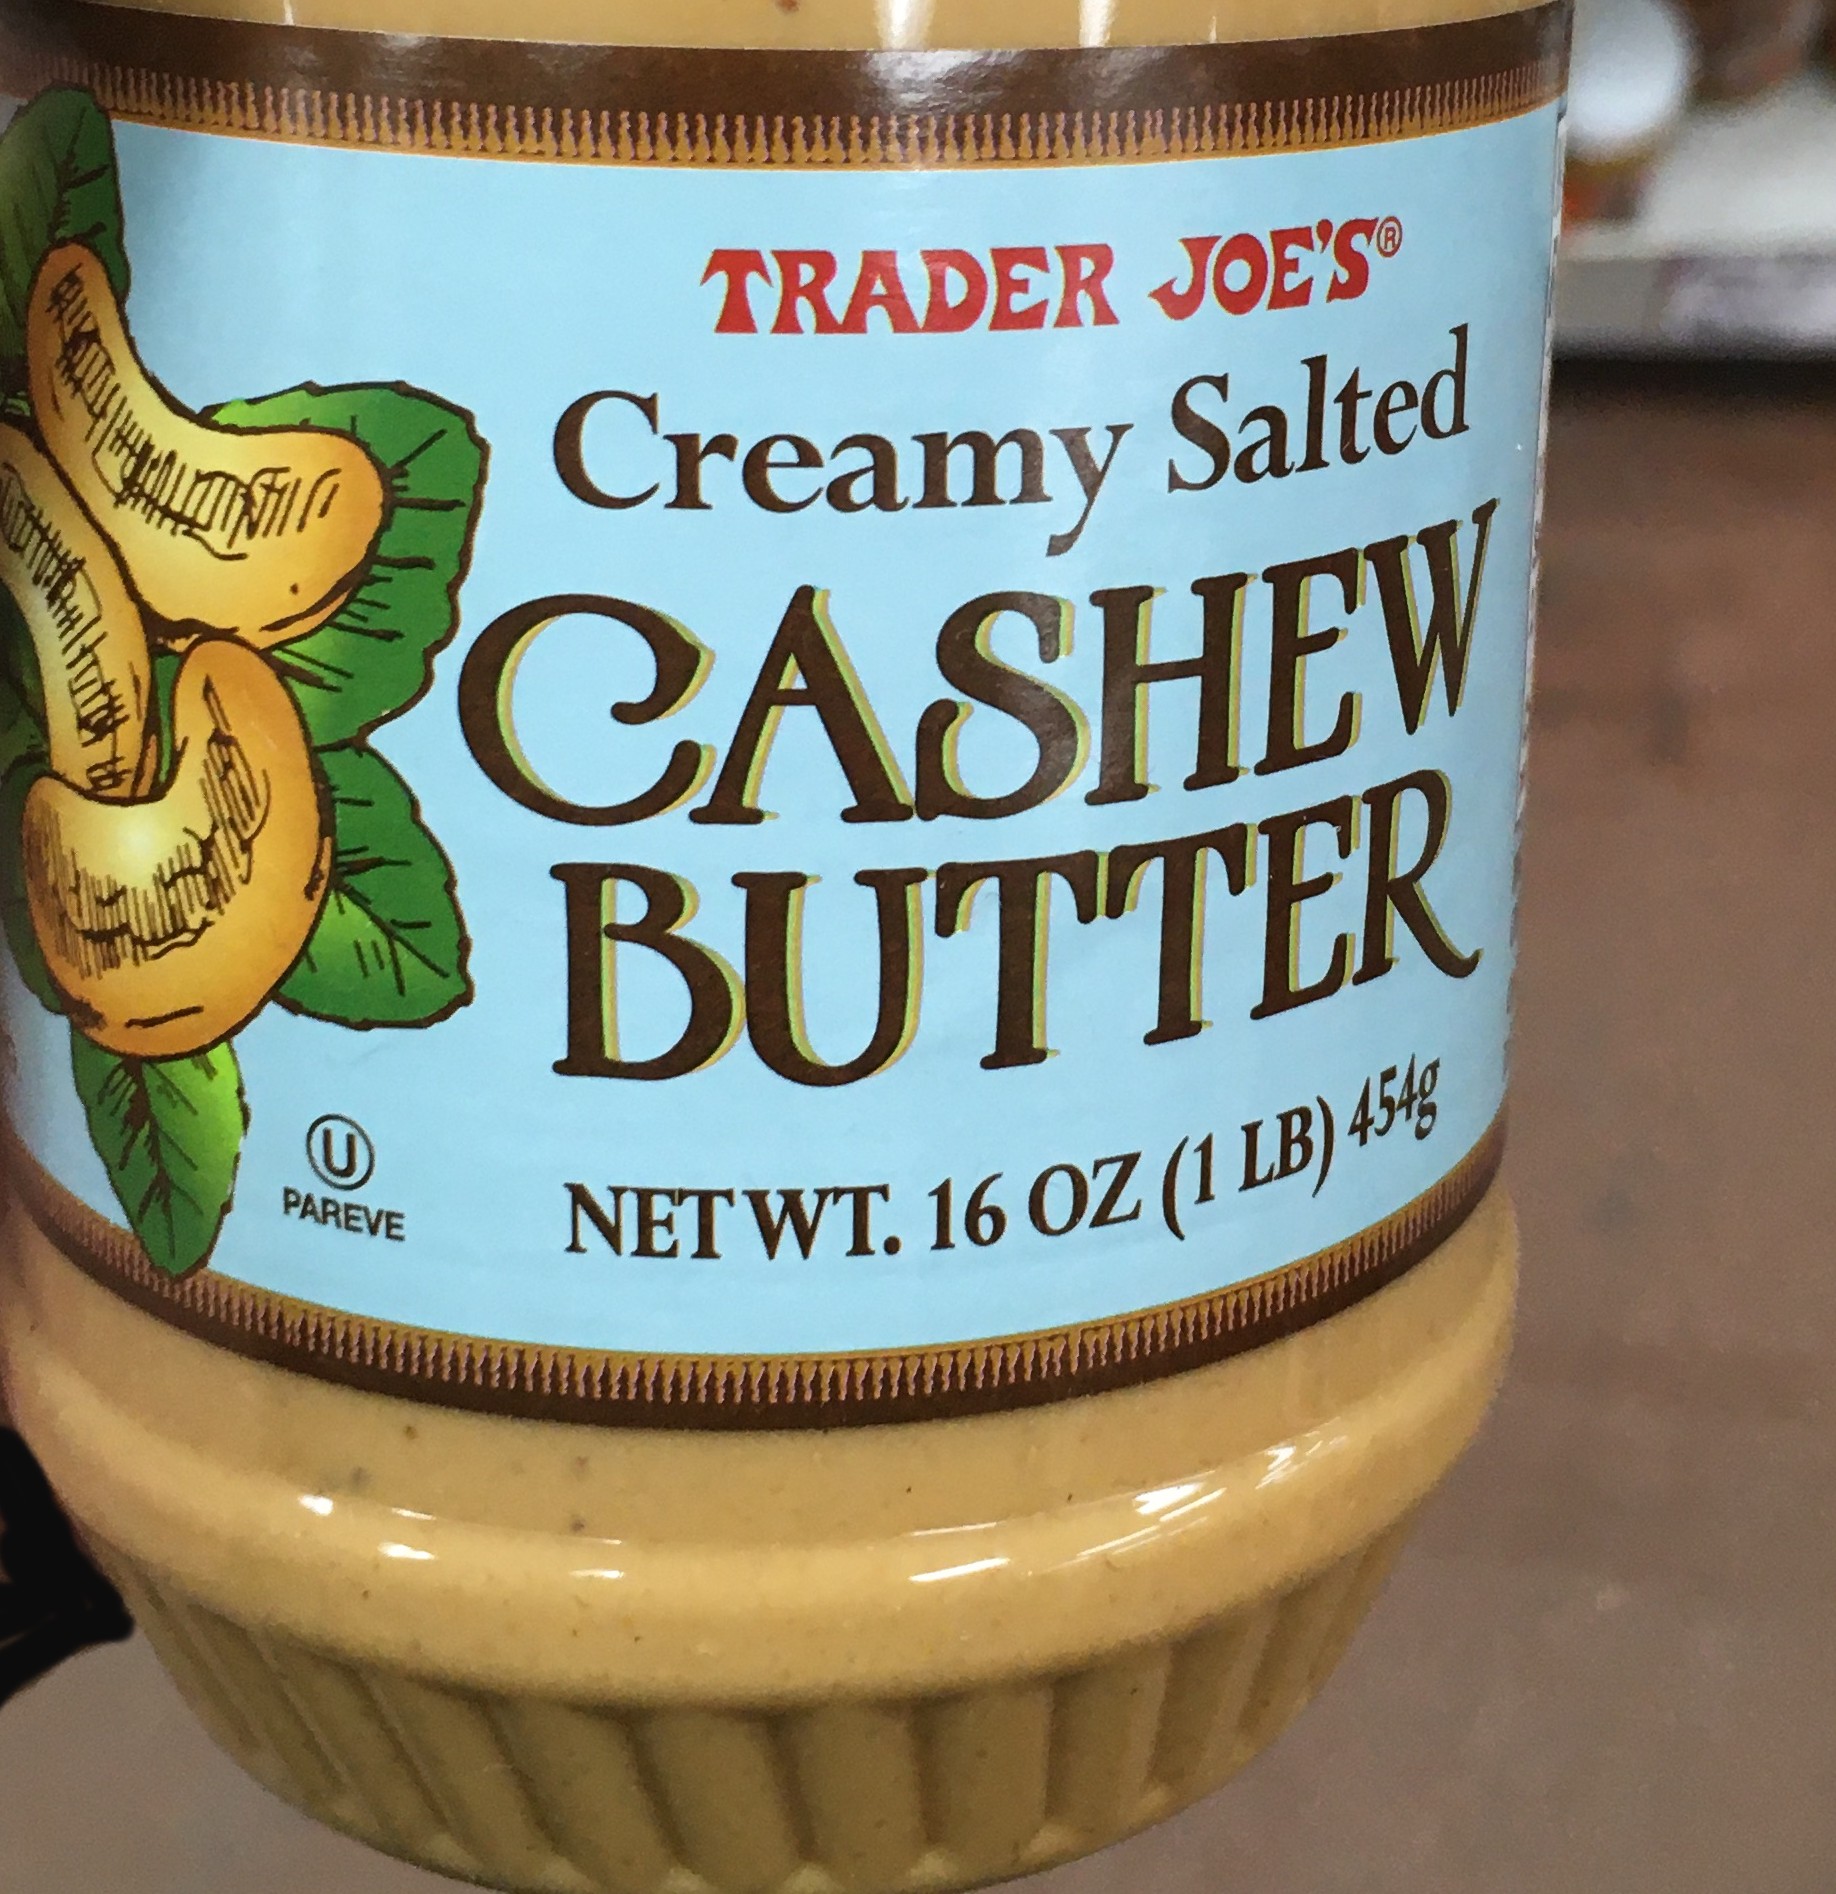 TRADER JOE'S®
Creamy Salted
CASHEW
BUTTER
U
PAREVE
NET WT. 16 OZ (1 LB) 454g